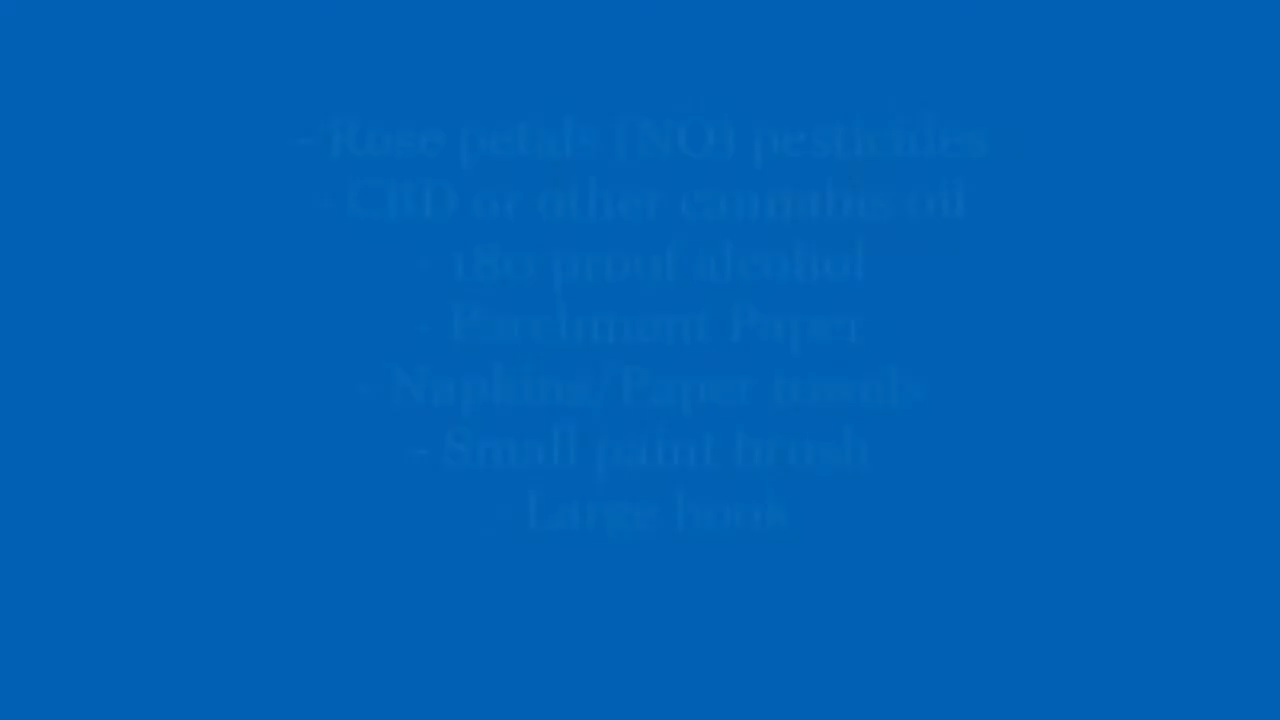 - Rose petals (NO) pesticides
- CBD or other cannabis oil
- 180 proof alcohol
- Parchment Paper
- Napkins/Paper towels
- Small paint brush
- Large book